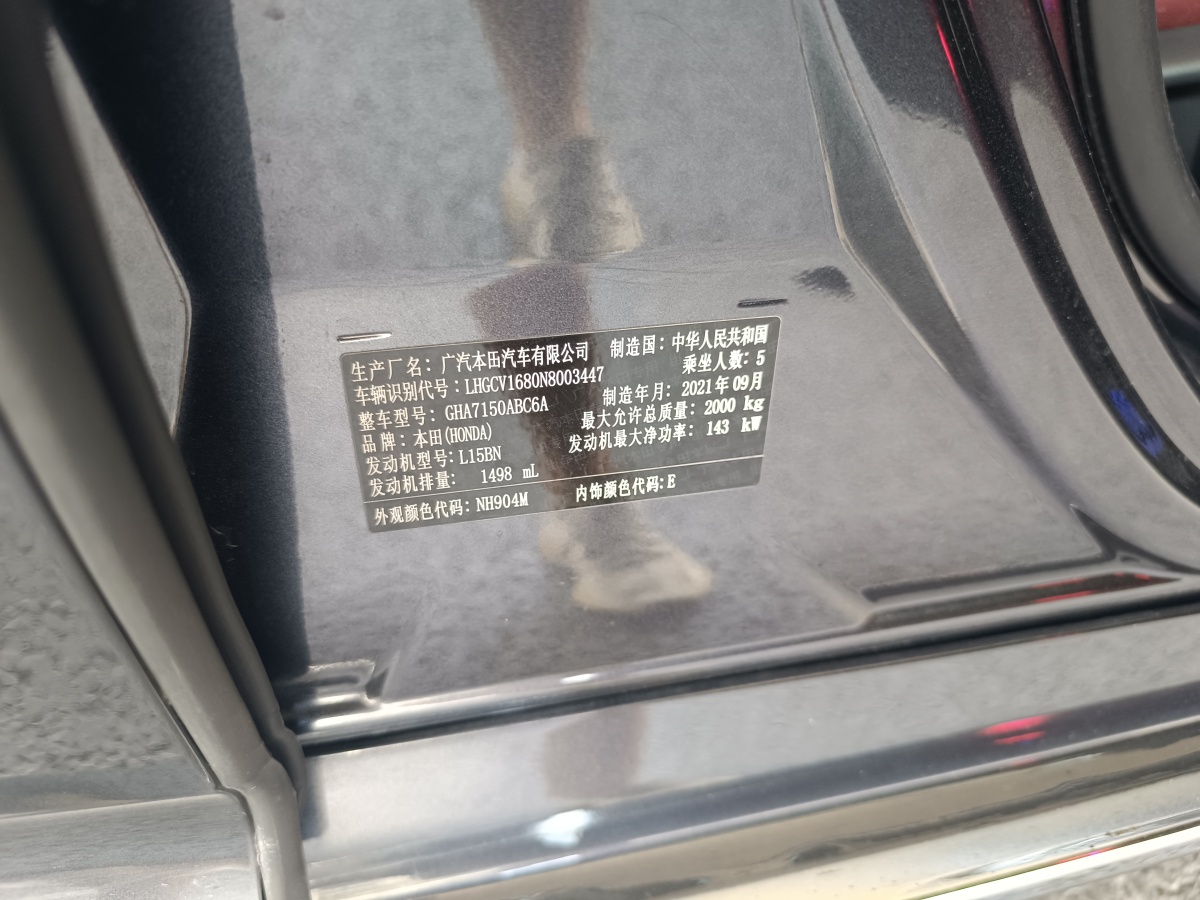 生产厂名：广汽本田汽车有限公司 制造国：中华人民共和国
车辆识别代号：LHGCV1680N8003447 乘坐人数：5
整车型号：GHA7150ABC6A 制造年月：2021年09月
品牌：本田(HONDA) 最大允许总质量：2000 kg
发动机型号：L15BN 发动机最大净功率：143 kW
发动机排量： 1498 mL
外观颜色代码：NH904M 内饰颜色代码：E